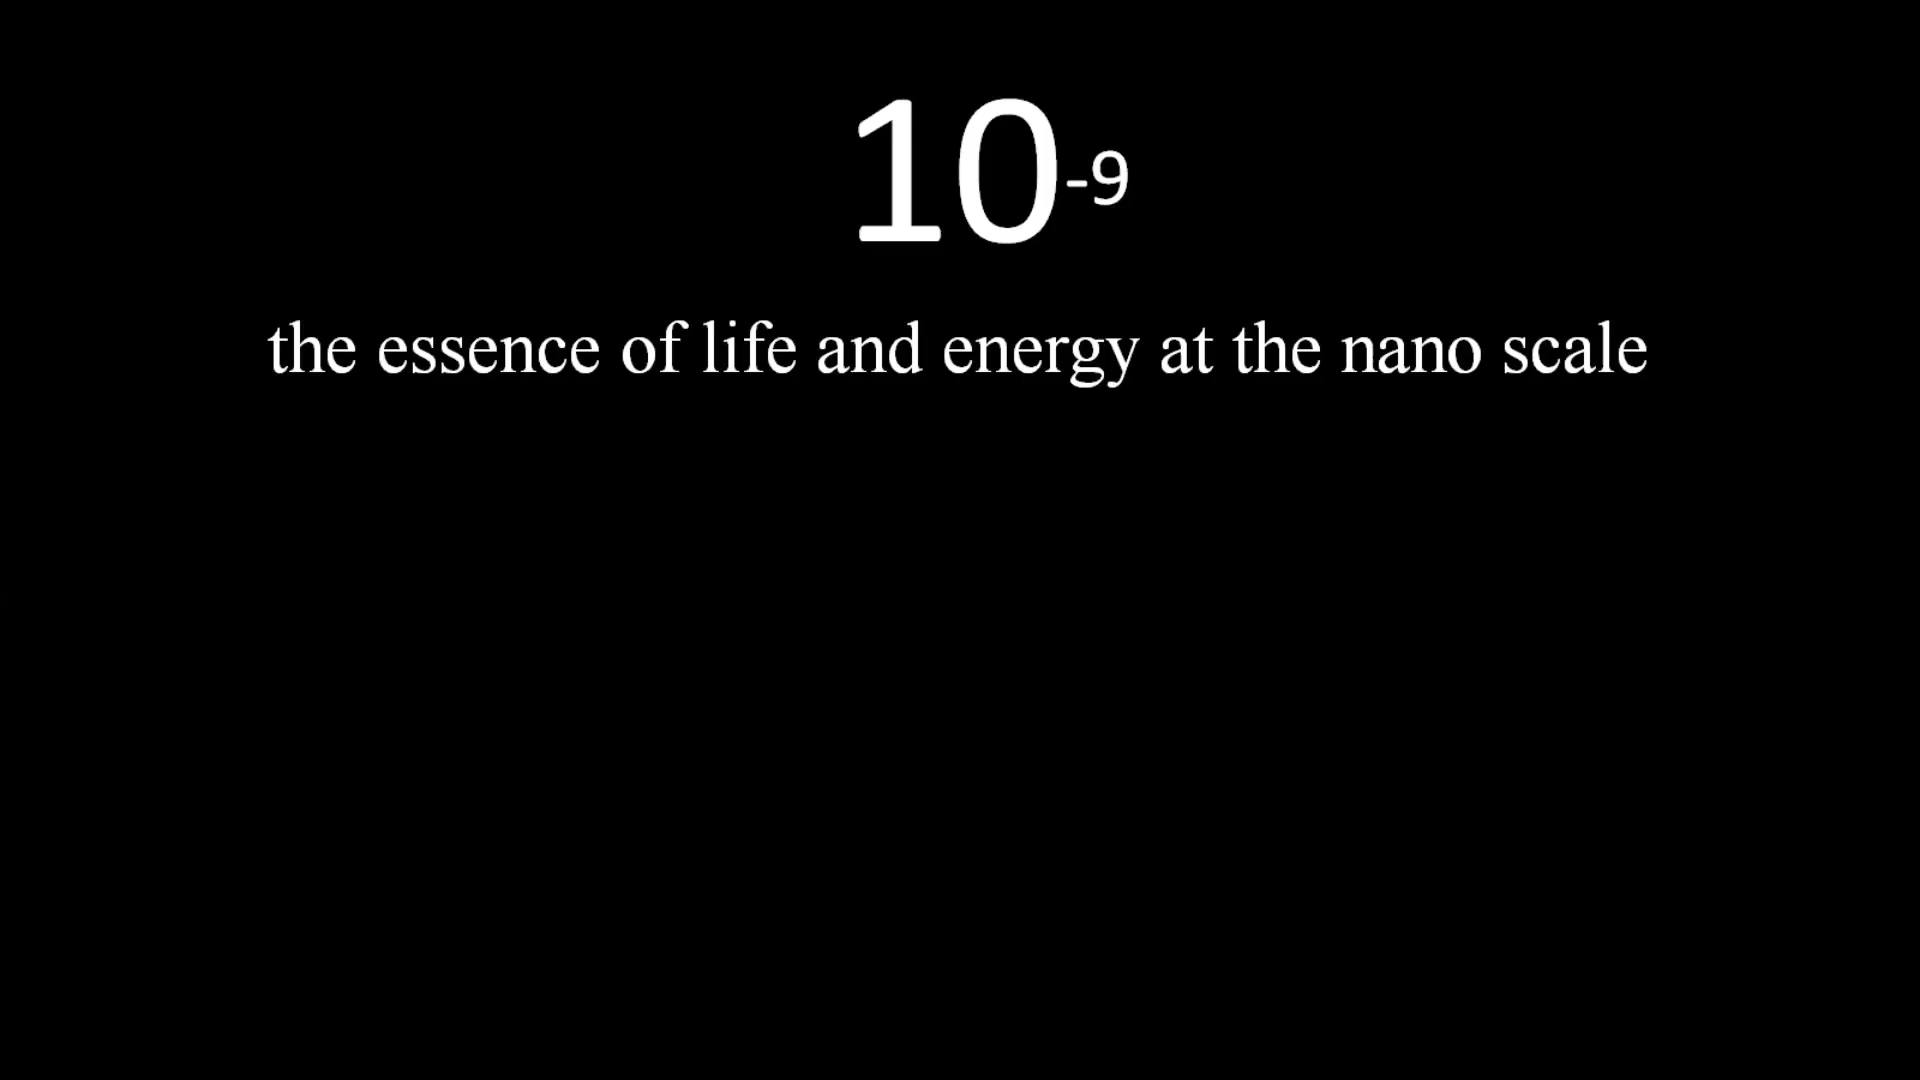 10-9
the essence of life and energy at the nano scale